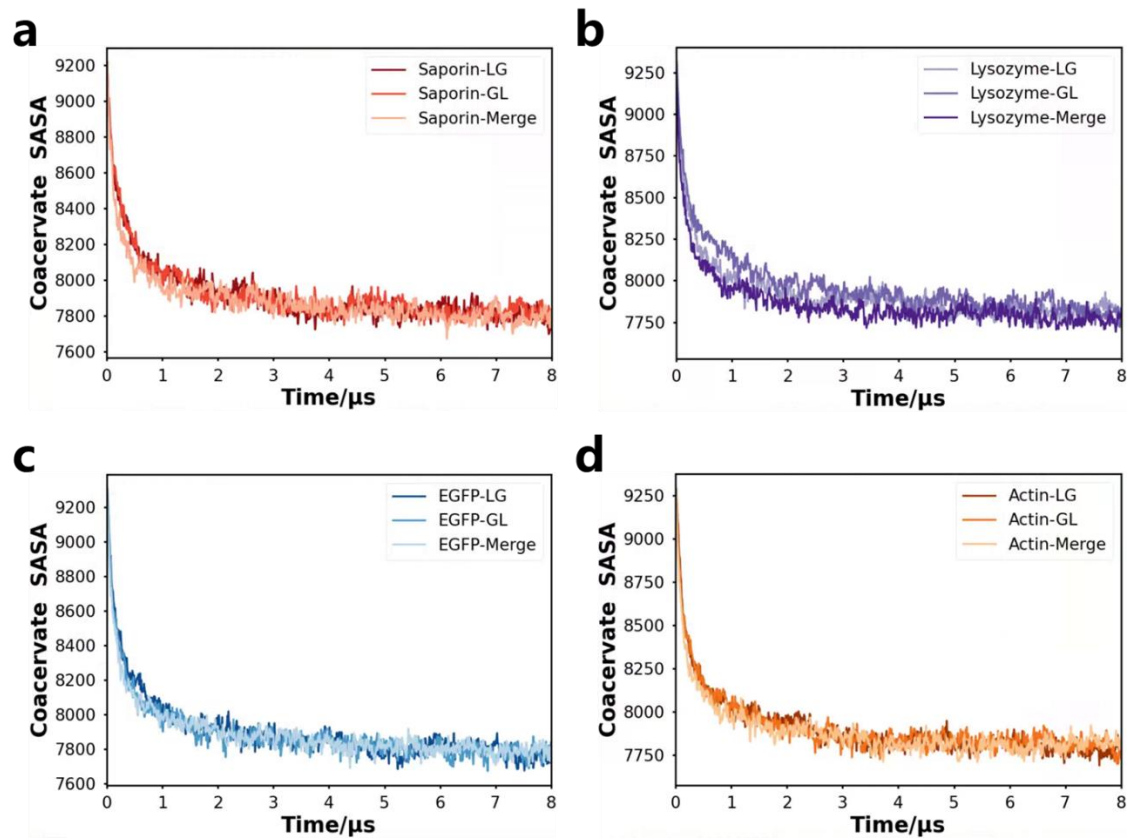 a
9200
9000
8800
8600
8400
8200
8000
7800
7600
Coacervate SASA
Saporin-LG
Saporin-GL
Saporin-Merge
0 1 2 3 4 5 6 7 8
Time/μs
b
9250
9000
8750
8500
8250
8000
7750
Coacervate SASA
Lysozyme-LG
Lysozyme-GL
Lysozyme-Merge
0 1 2 3 4 5 6 7 8
Time/μs
c
9200
9000
8800
8600
8400
8200
8000
7800
7600
Coacervate SASA
EGFP-LG
EGFP-GL
EGFP-Merge
0 1 2 3 4 5 6 7 8
Time/μs
d
9250
9000
8750
8500
8250
8000
7750
Coacervate SASA
Actin-LG
Actin-GL
Actin-Merge
0 1 2 3 4 5 6 7 8
Time/μs